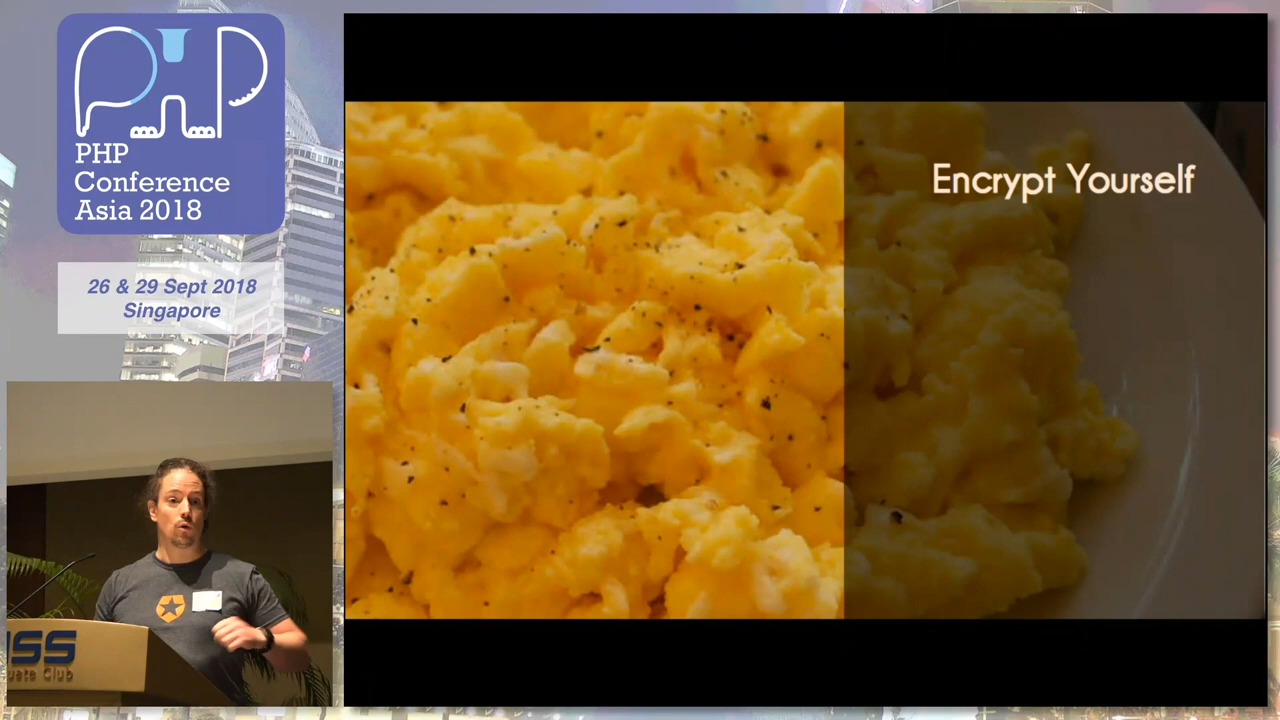 PHP
Conference
Asia 2018
26 & 29 Sept 2018
Singapore
Encrypt Yourself